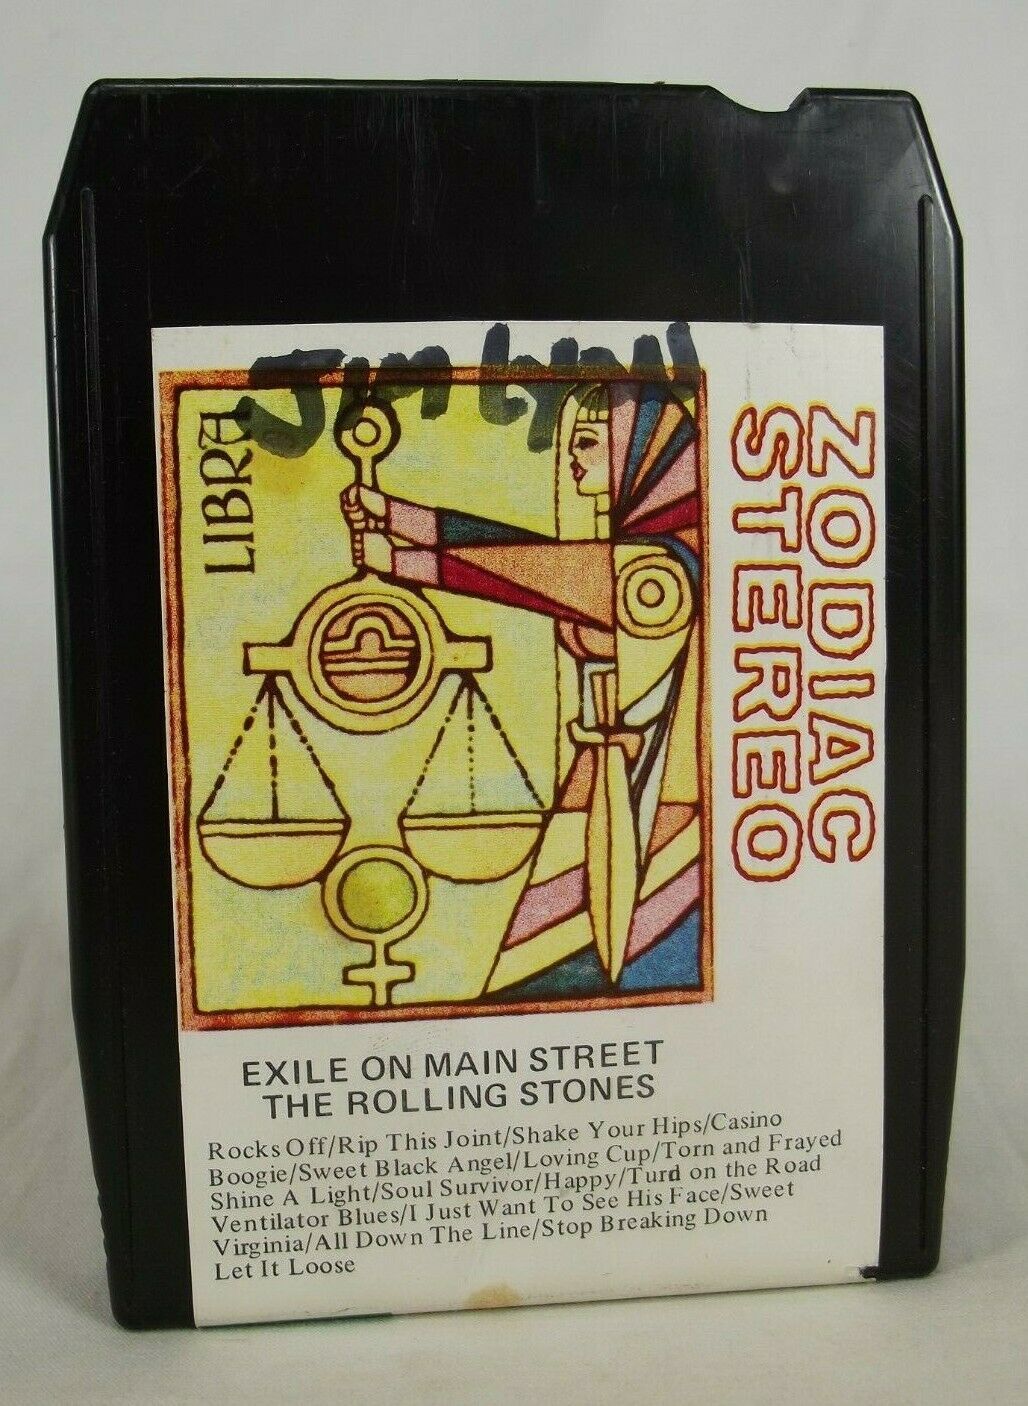 LIBRA
ZODIAC
STEREO
EXILE ON MAIN STREET
THE ROLLING STONES
Rocks Off/Rip This Joint/Shake Your Hips/Casino
Boogie/Sweet Black Angel/Loving Cup/Torn and Frayed
Shine A Light/Soul Survivor/Happy/Turd on the Road
Ventilator Blues/I Just Want To See His Face/Sweet
Virginia/All Down The Line/Stop Breaking Down
Let It Loose